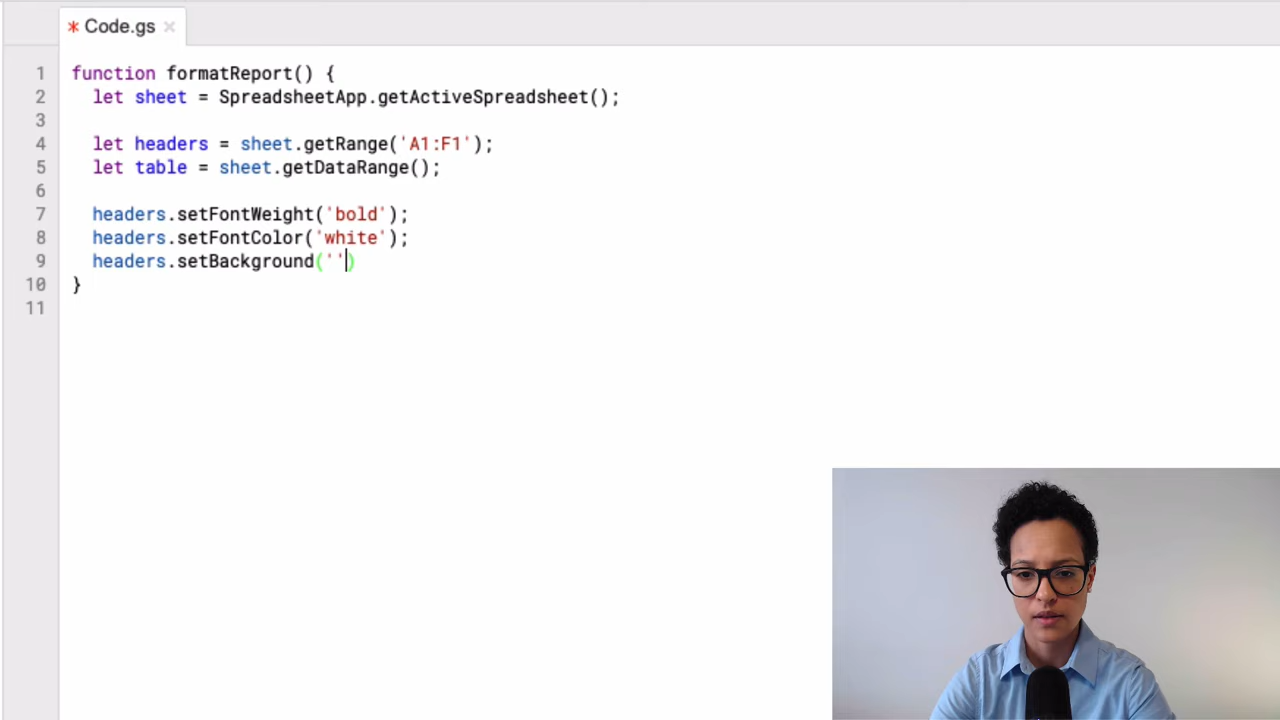 * Code.gs ×
1 function formatReport() {
2   let sheet = SpreadsheetApp.getActiveSpreadsheet();
3
4   let headers = sheet.getRange('A1:F1');
5   let table = sheet.getDataRange();
6
7   headers.setFontWeight('bold');
8   headers.setFontColor('white');
9   headers.setBackground('')
10 }
11